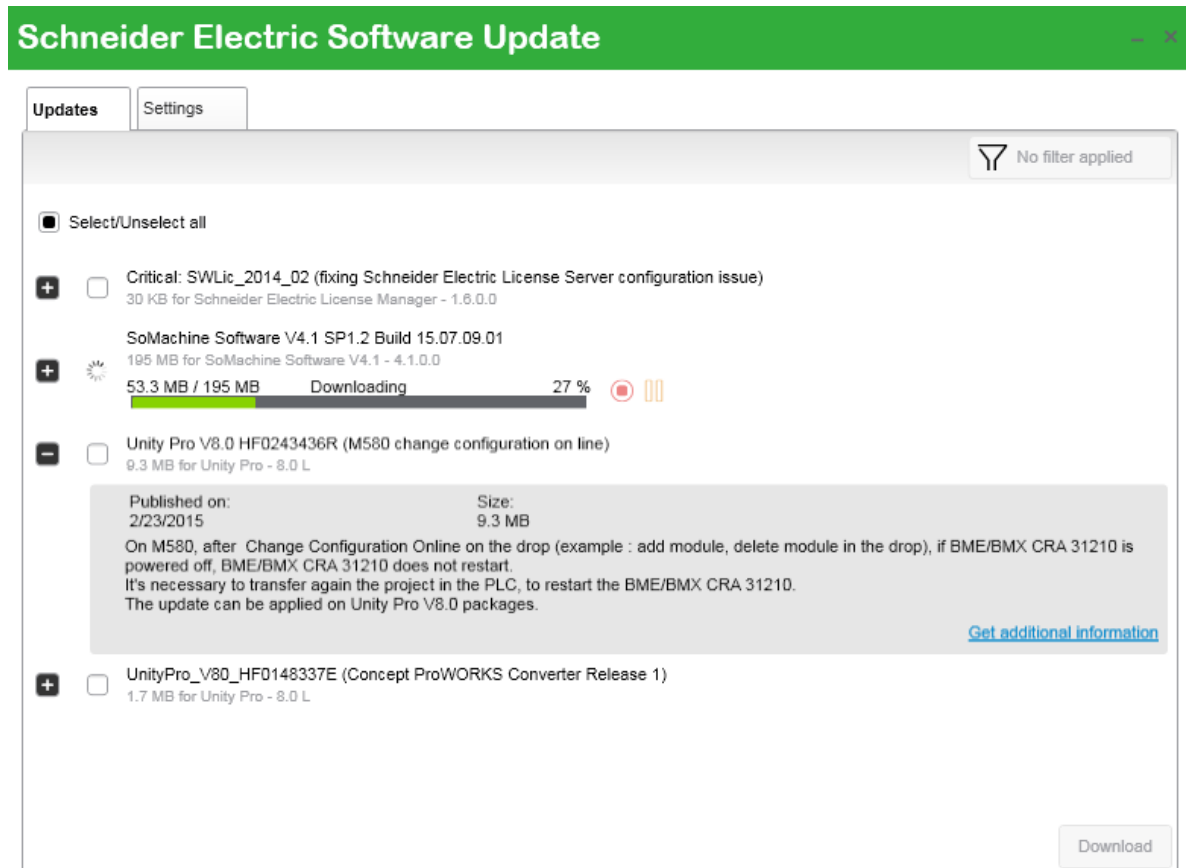 Schneider Electric Software Update
Updates
Settings
No filter applied
Select/Unselect all
Critical: SWLic_2014_02 (fixing Schneider Electric License Server configuration issue)
30 KB for Schneider Electric License Manager - 1.6.0.0
SoMachine Software V4.1 SP1.2 Build 15.07.09.01
195 MB for SoMachine Software V4.1 - 4.1.0.0
53.3 MB / 195 MB Downloading 27 %
Unity Pro V8.0 HF0243436R (M580 change configuration on line)
9.3 MB for Unity Pro - 8.0 L
Published on: Size:
2/23/2015 9.3 MB
On M580, after Change Configuration Online on the drop (example : add module, delete module in the drop), if BME/BMX CRA 31210 is
powered off, BME/BMX CRA 31210 does not restart.
It's necessary to transfer again the project in the PLC, to restart the BME/BMX CRA 31210.
The update can be applied on Unity Pro V8.0 packages.
Get additional information
UnityPro_V80_HF0148337E (Concept ProWORKS Converter Release 1)
1.7 MB for Unity Pro - 8.0 L
Download